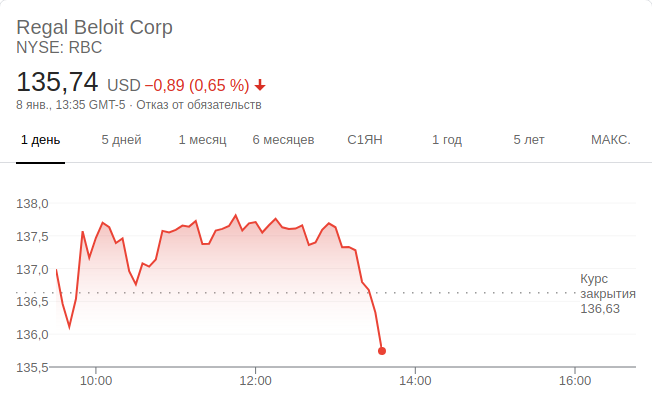 Regal Beloit Corp
NYSE: RBC
135,74 USD −0,89 (0,65 %)
8 янв., 13:35 GMT-5 · Отказ от обязательств
1 день 5 дней 1 месяц 6 месяцев С1ЯН 1 год 5 лет МАКС.
138,0
137,5
137,0
136,5
136,0
135,5
Курс
закрытия
136,63
10:00 12:00 14:00 16:00